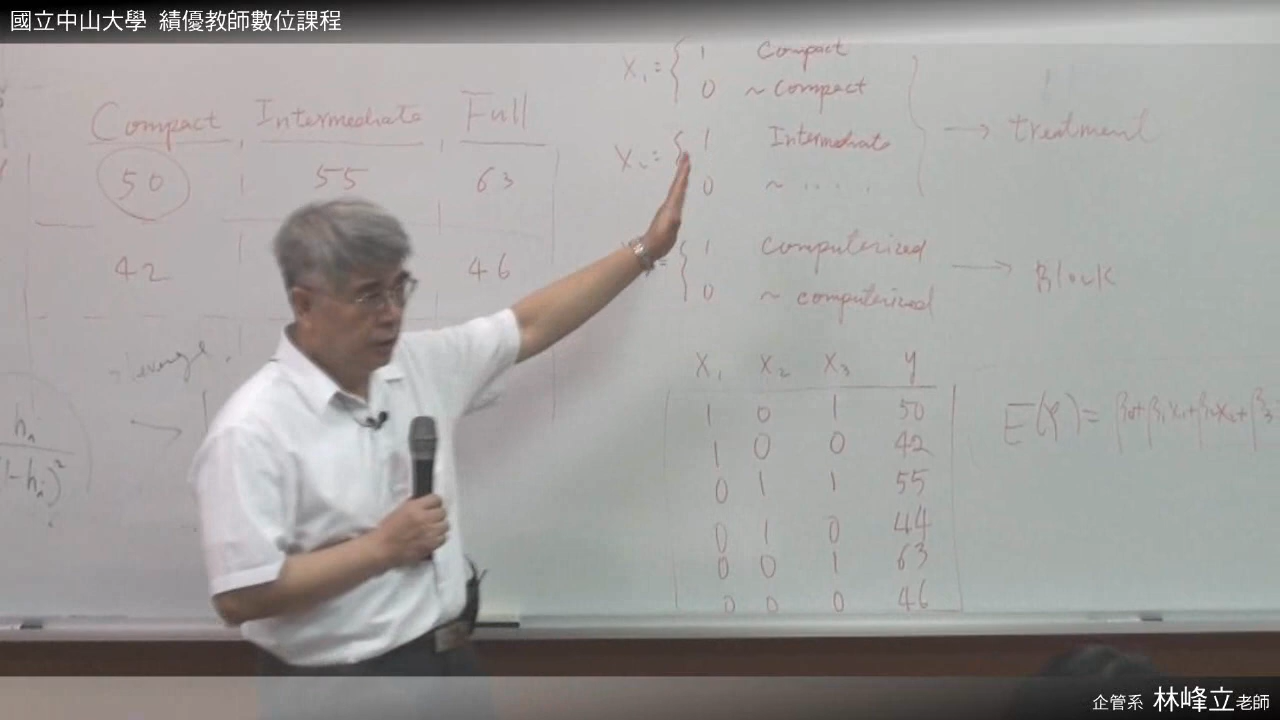 國立中山大學 績優教師數位課程
Compact Intermediate Full
50 55 63
42 46
hᵢ
(1-hᵢ)²
X₁ = { 1 Compact
0 ~ compact
X₂ = { 1 Intermediate
0 ~ . . . . .
→ treatment
= { 1 computerized
0 ~ computerized
→ Block
X₁ X₂ X₃ y
1 0 1 50
1 0 0 42
0 1 1 55
0 1 0 44
0 0 1 63
0 0 0 46
E(Y) = β₀+β₁X₁+β₂X₂+β₃
企管系 林峰立老師